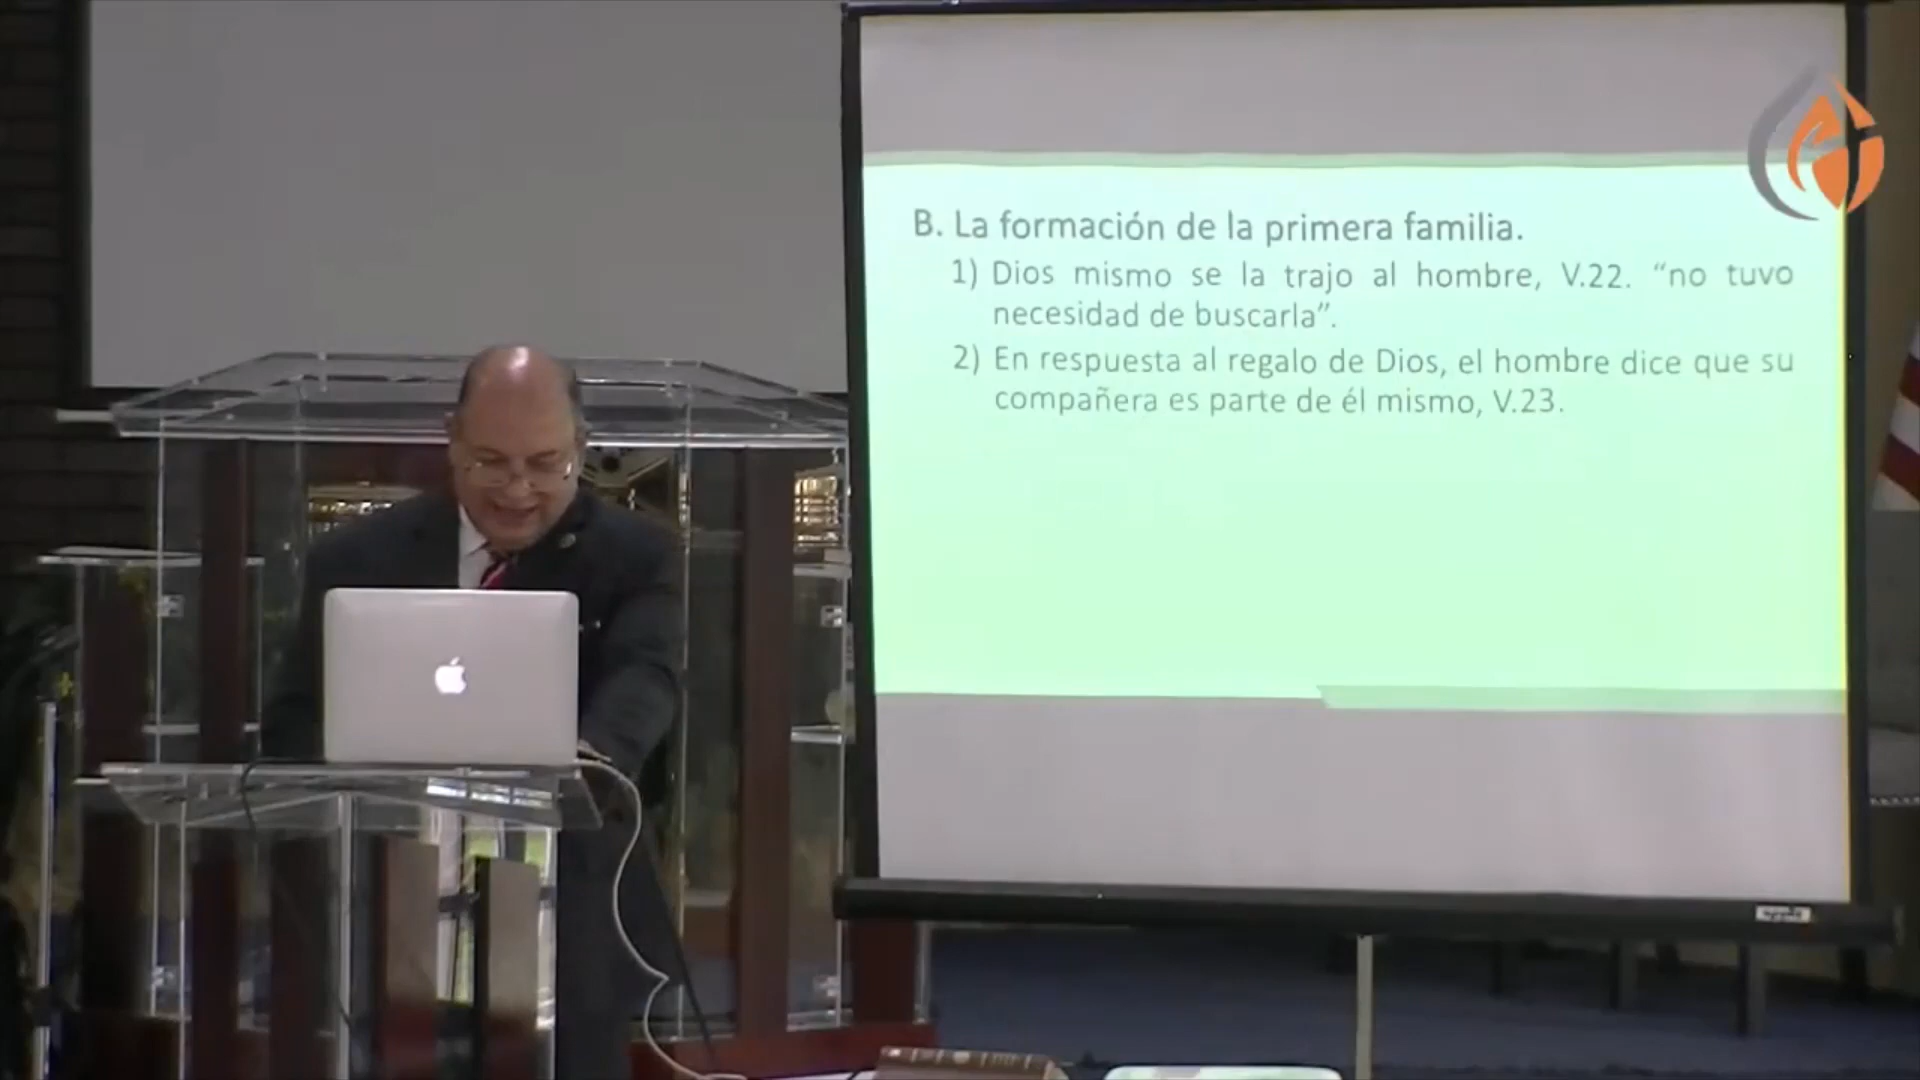 B. La formación de la primera familia.
1) Dios mismo se la trajo al hombre, V.22. “no tuvo
necesidad de buscarla”.
2) En respuesta al regalo de Dios, el hombre dice que su
compañera es parte de él mismo, V.23.